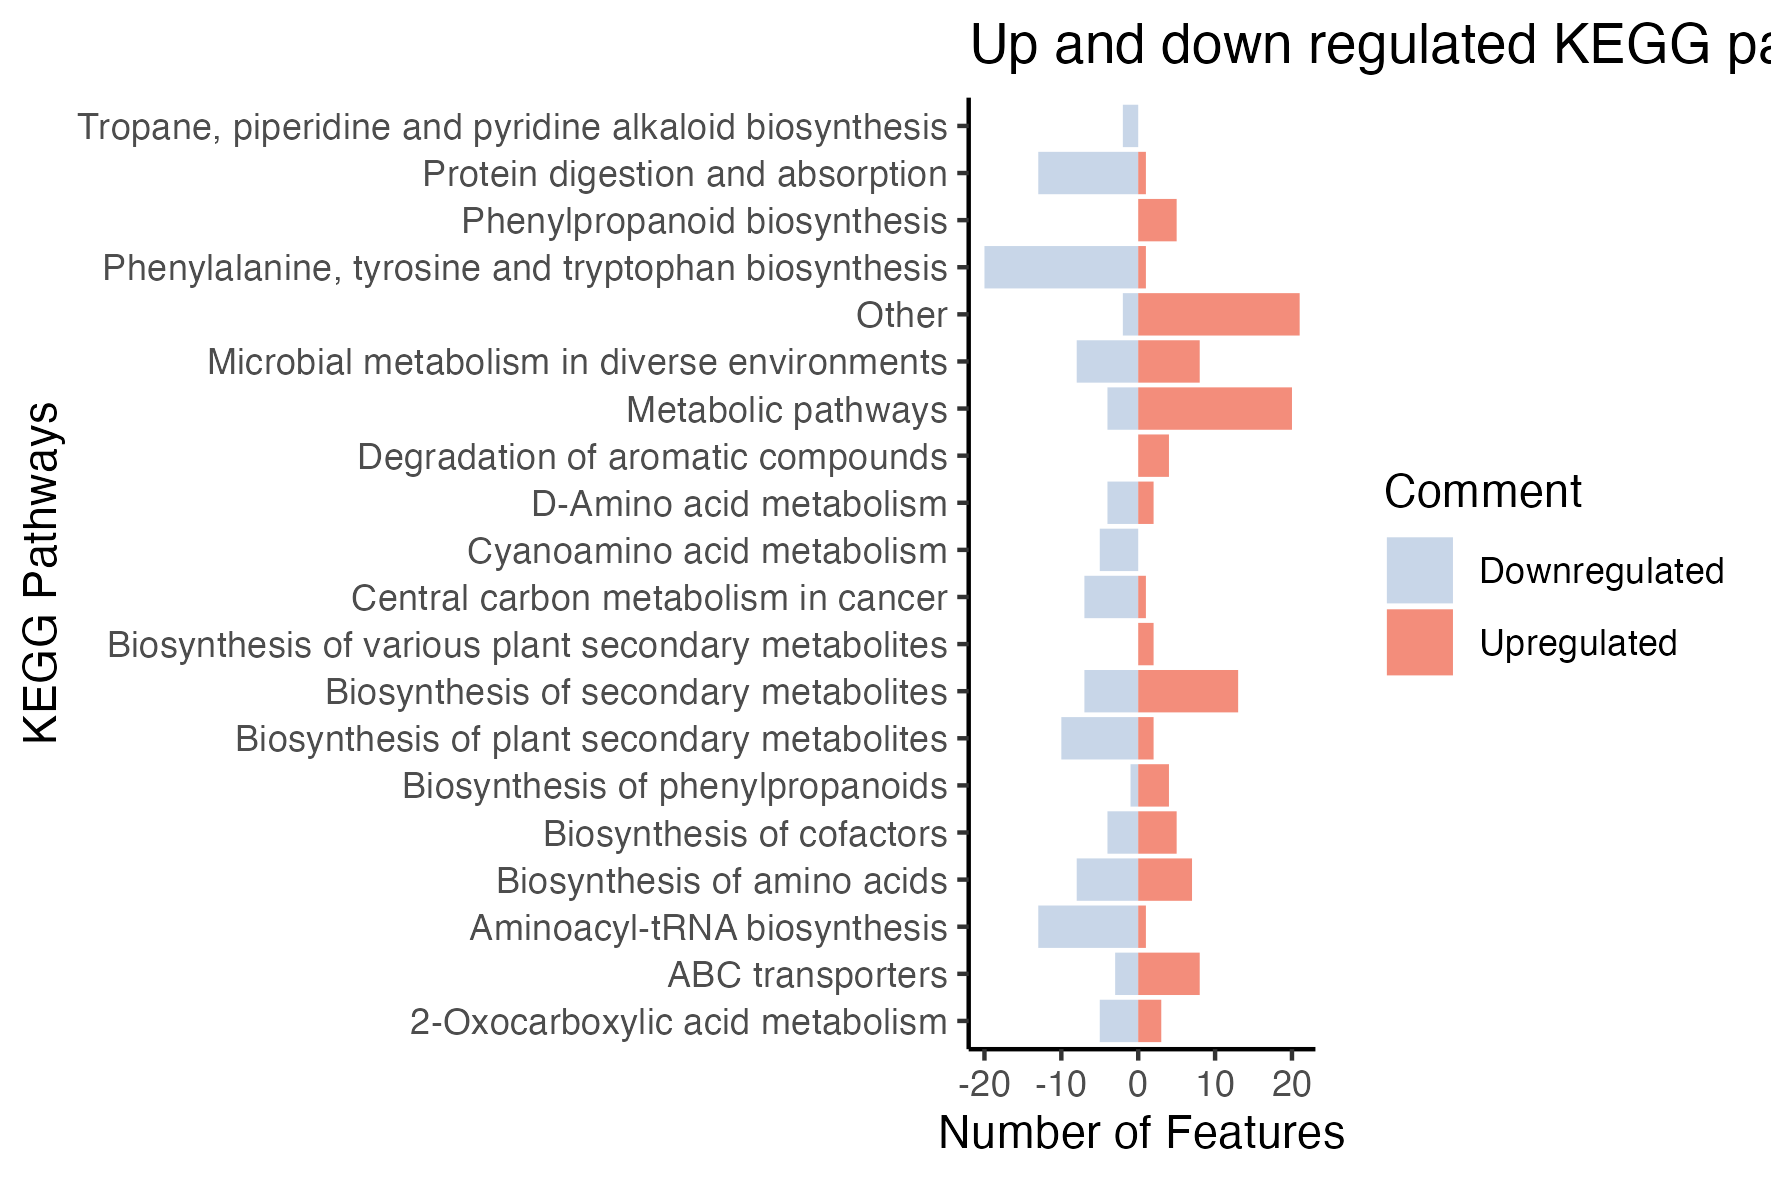 Up and down regulated KEGG pa
Tropane, piperidine and pyridine alkaloid biosynthesis
Protein digestion and absorption
Phenylpropanoid biosynthesis
Phenylalanine, tyrosine and tryptophan biosynthesis
Other
Microbial metabolism in diverse environments
Metabolic pathways
Degradation of aromatic compounds
D-Amino acid metabolism
Cyanoamino acid metabolism
Central carbon metabolism in cancer
Biosynthesis of various plant secondary metabolites
Biosynthesis of secondary metabolites
Biosynthesis of plant secondary metabolites
Biosynthesis of phenylpropanoids
Biosynthesis of cofactors
Biosynthesis of amino acids
Aminoacyl-tRNA biosynthesis
ABC transporters
2-Oxocarboxylic acid metabolism
KEGG Pathways
-20 -10 0 10 20
Number of Features
Comment
Downregulated
Upregulated